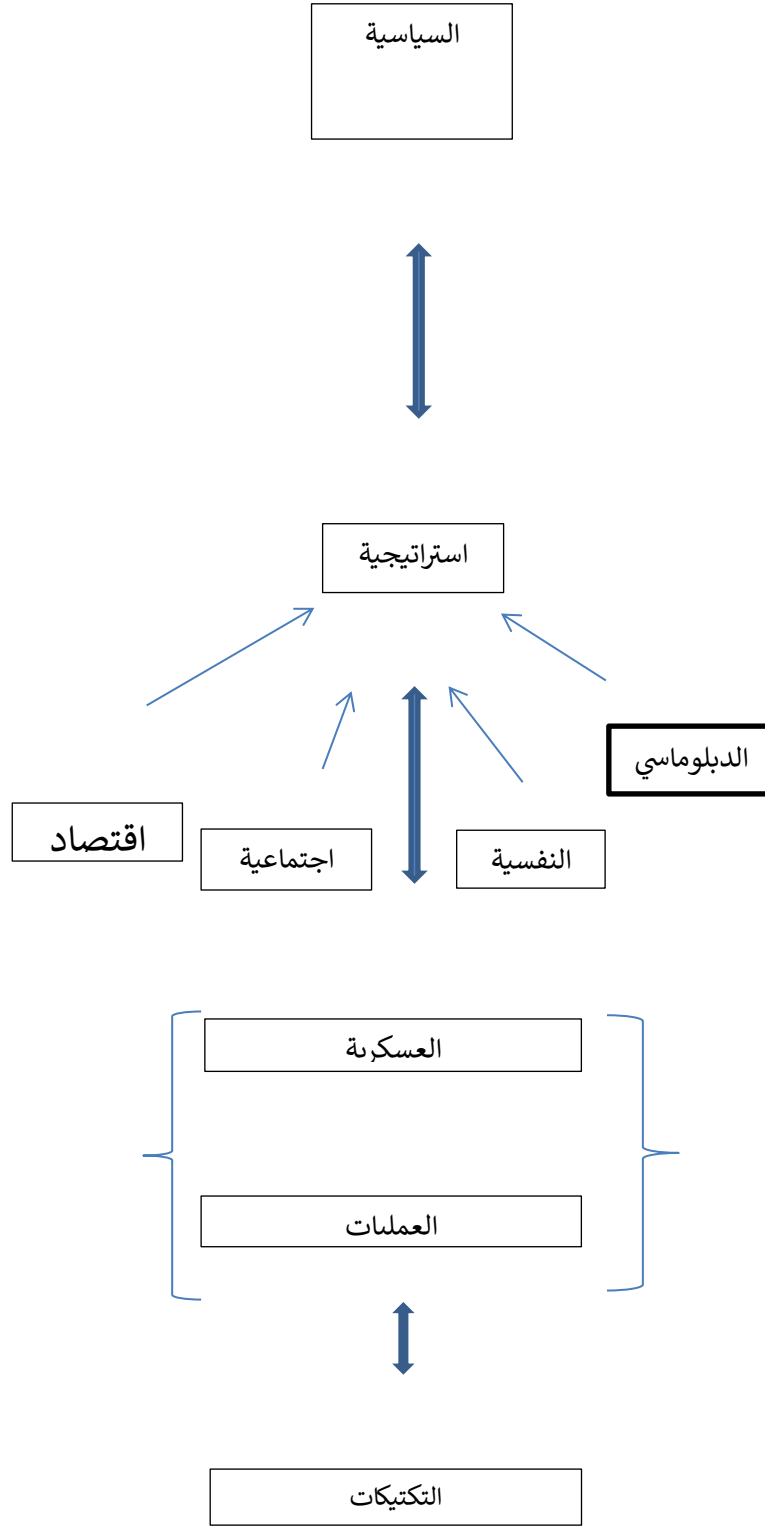 السياسية
استراتيجية
الدبلوماسي
النفسية
اجتماعية
اقتصاد
العسكرية
العمليات
التكتيكات